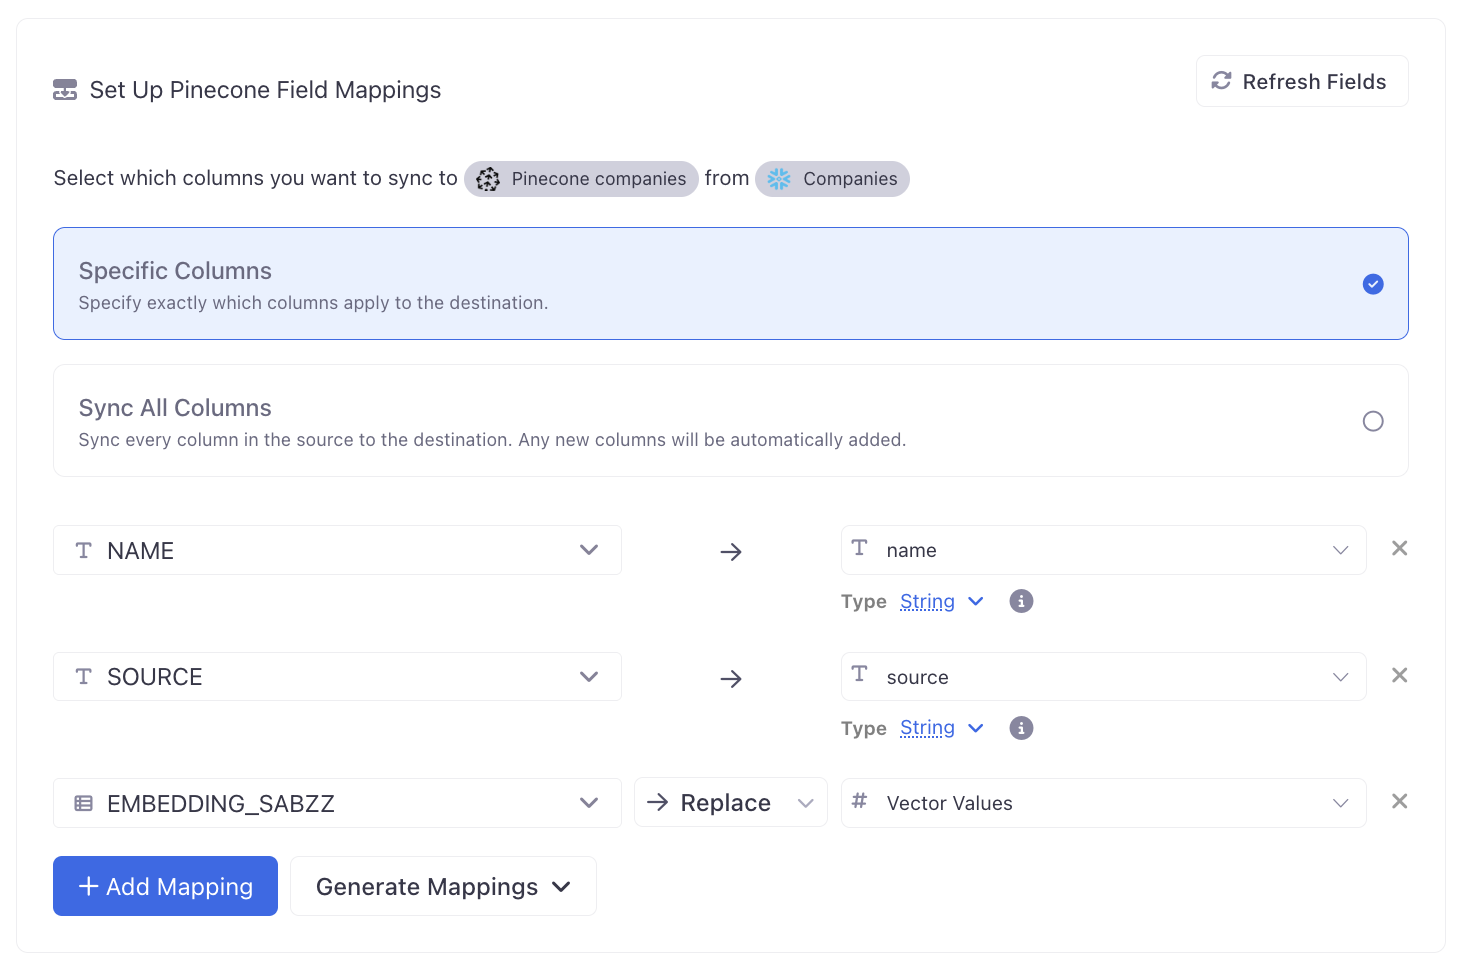 Set Up Pinecone Field Mappings
Refresh Fields
Select which columns you want to sync to Pinecone companies from Companies
Specific Columns
Specify exactly which columns apply to the destination.
Sync All Columns
Sync every column in the source to the destination. Any new columns will be automatically added.
NAME
name
Type String
SOURCE
source
Type String
EMBEDDING_SABZZ
Replace
Vector Values
Add Mapping
Generate Mappings